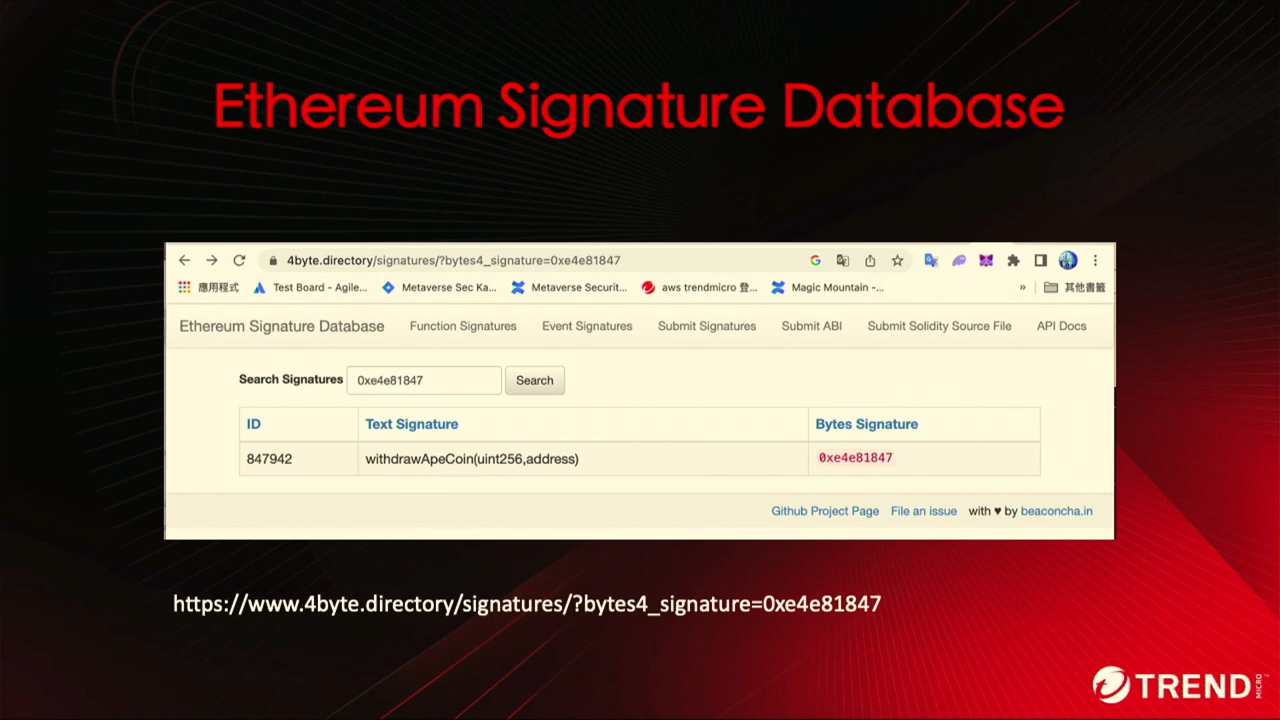 Ethereum Signature Database
4byte.directory/signatures/?bytes4_signature=0xe4e81847
應用程式 Test Board - Agile... Metaverse Sec Ka... Metaverse Securit... aws trendmicro 登... Magic Mountain -... » 其他書籤
Ethereum Signature Database Function Signatures Event Signatures Submit Signatures Submit ABI Submit Solidity Source File API Docs
Search Signatures 0xe4e81847 Search
ID Text Signature Bytes Signature
847942 withdrawApeCoin(uint256,address) 0xe4e81847
Github Project Page File an issue with ♥ by beaconcha.in
https://www.4byte.directory/signatures/?bytes4_signature=0xe4e81847
TREND MICRO